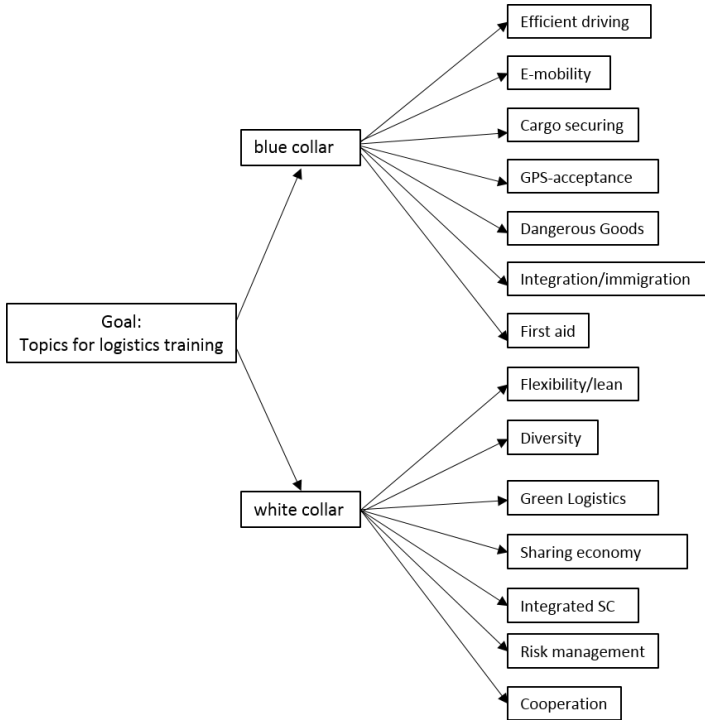 Efficient driving
E-mobility
blue collar
Cargo securing
GPS-acceptance
Dangerous Goods
Integration/immigration
Goal:
Topics for logistics training
First aid
Flexibility/lean
Diversity
white collar
Green Logistics
Sharing economy
Integrated SC
Risk management
Cooperation